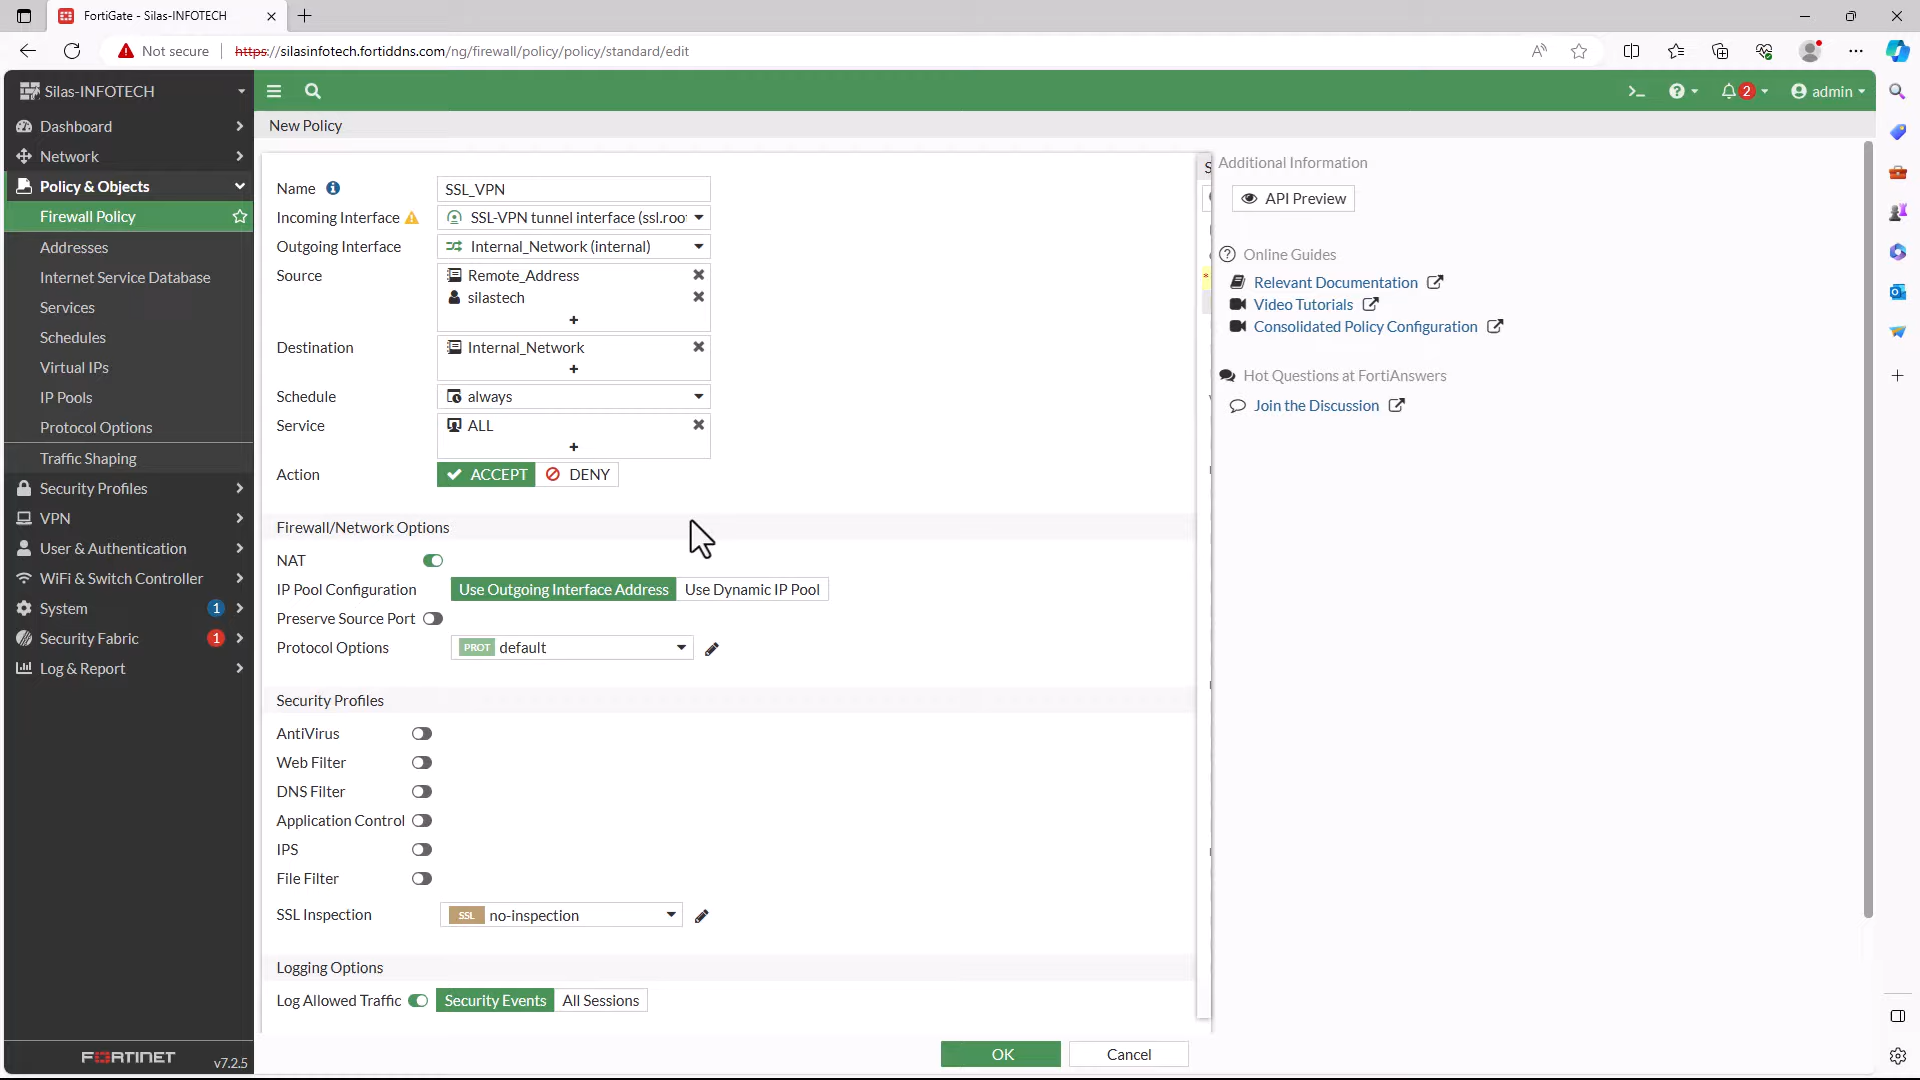 FortiGate - Silas-INFOTECH
Not secure https://silasinfotech.fortiddns.com/ng/firewall/policy/policy/standard/edit
Silas-INFOTECH
2
admin
Dashboard
Network
Policy & Objects
Firewall Policy
Addresses
Internet Service Database
Services
Schedules
Virtual IPs
IP Pools
Protocol Options
Traffic Shaping
Security Profiles
VPN
User & Authentication
WiFi & Switch Controller
System 1
Security Fabric 1
Log & Report
FORTINET v7.2.5
New Policy
Name SSL_VPN
Incoming Interface SSL-VPN tunnel interface (ssl.roo
Outgoing Interface Internal_Network (internal)
Source Remote_Address
silastech
Destination Internal_Network
Schedule always
Service ALL
Action ACCEPT DENY
Firewall/Network Options
NAT
IP Pool Configuration Use Outgoing Interface Address Use Dynamic IP Pool
Preserve Source Port
Protocol Options PROT default
Security Profiles
AntiVirus
Web Filter
DNS Filter
Application Control
IPS
File Filter
SSL Inspection SSL no-inspection
Logging Options
Log Allowed Traffic Security Events All Sessions
OK Cancel
Additional Information
API Preview
Online Guides
Relevant Documentation
Video Tutorials
Consolidated Policy Configuration
Hot Questions at FortiAnswers
Join the Discussion